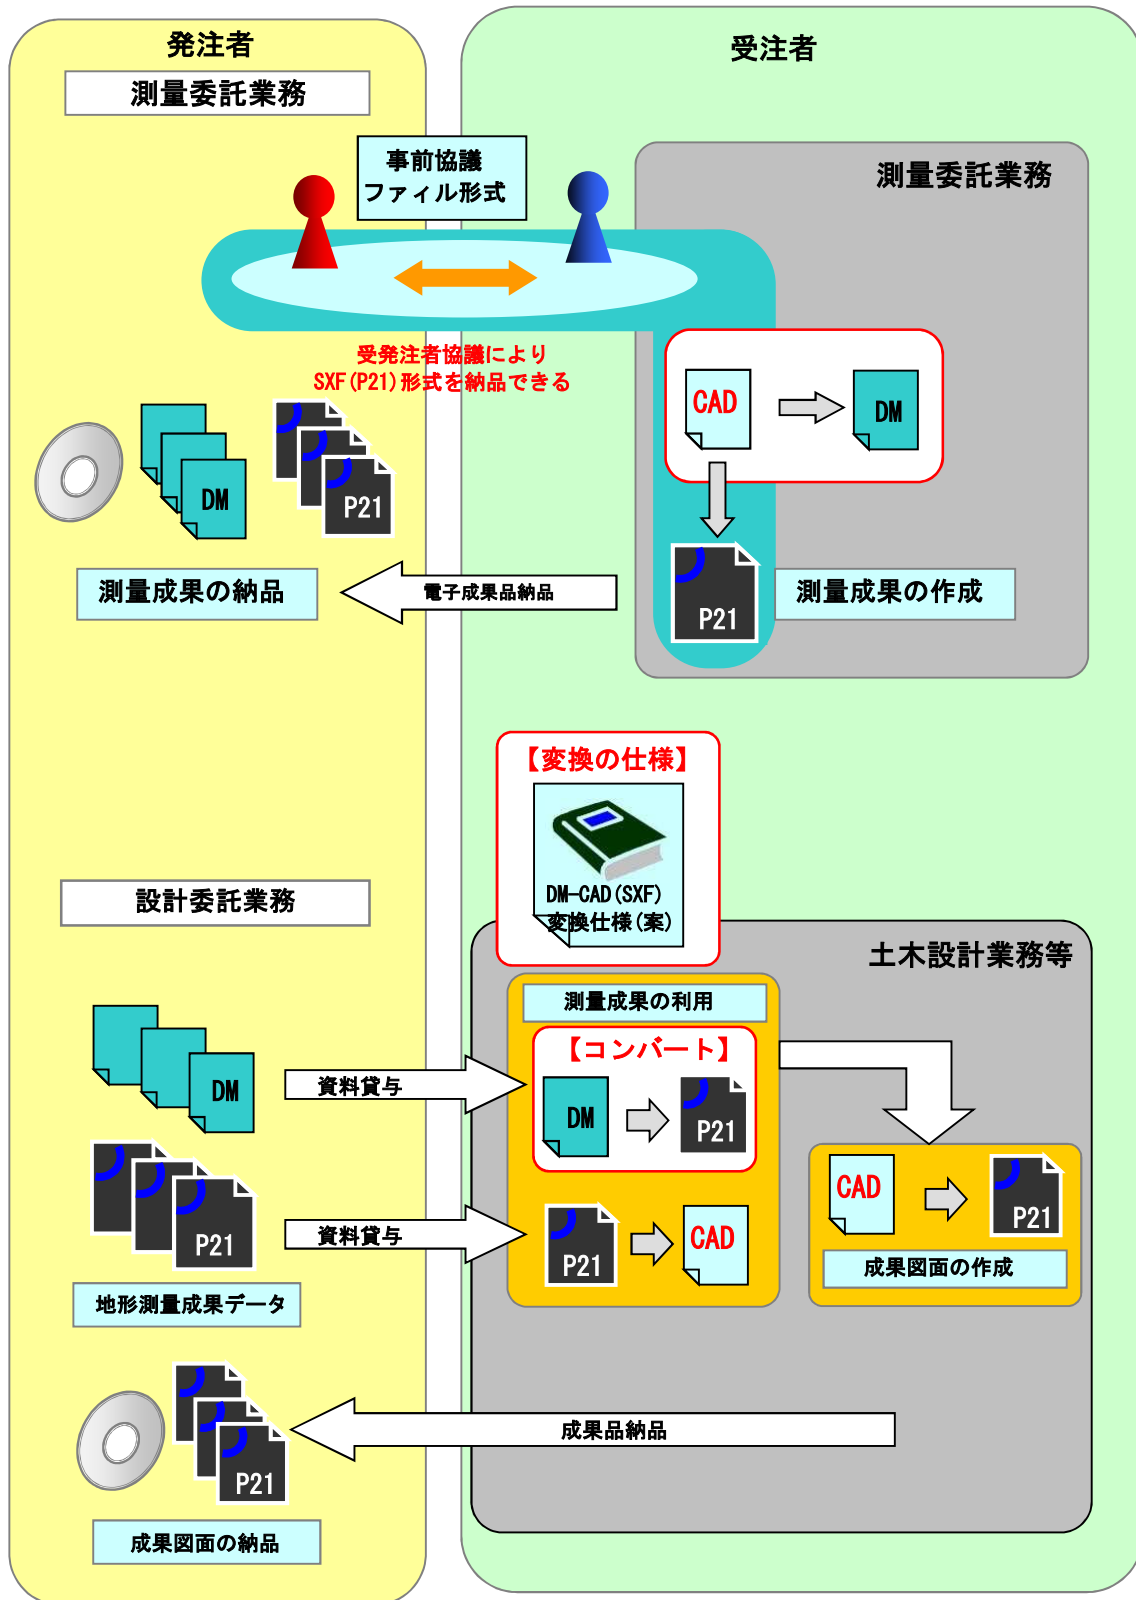 発注者
受注者
測量委託業務
事前協議
ファイル形式
測量委託業務
受発注者協議により
SXF(P21)形式を納品できる
CAD
DM
DM
P21
P21
測量成果の納品
電子成果品納品
測量成果の作成
【変換の仕様】
DM-CAD(SXF)
変換仕様(案)
設計委託業務
土木設計業務等
測量成果の利用
【コンバート】
DM
資料貸与
DM
P21
P21
資料貸与
P21
CAD
CAD
P21
成果図面の作成
地形測量成果データ
P21
成果品納品
成果図面の納品